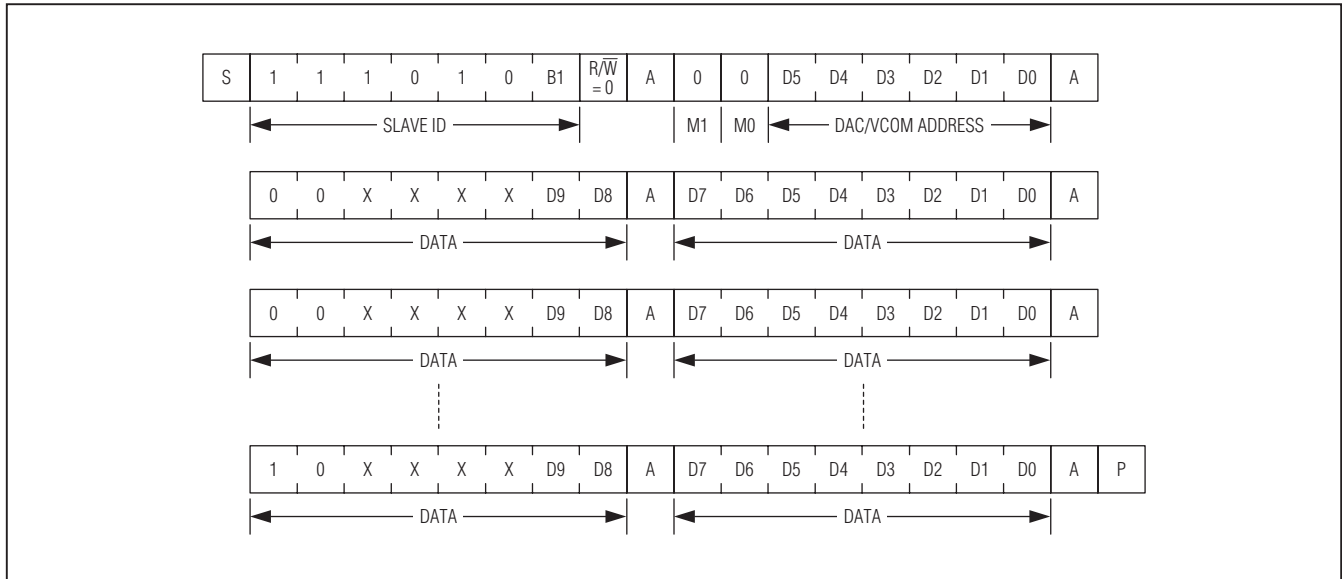 S 1 1 1 0 1 0 B1 R/W̅ = 0 A 0 0 D5 D4 D3 D2 D1 D0 A
SLAVE ID M1 M0 DAC/VCOM ADDRESS
0 0 X X X X D9 D8 A D7 D6 D5 D4 D3 D2 D1 D0 A
DATA DATA
0 0 X X X X D9 D8 A D7 D6 D5 D4 D3 D2 D1 D0 A
DATA DATA
1 0 X X X X D9 D8 A D7 D6 D5 D4 D3 D2 D1 D0 A P
DATA DATA